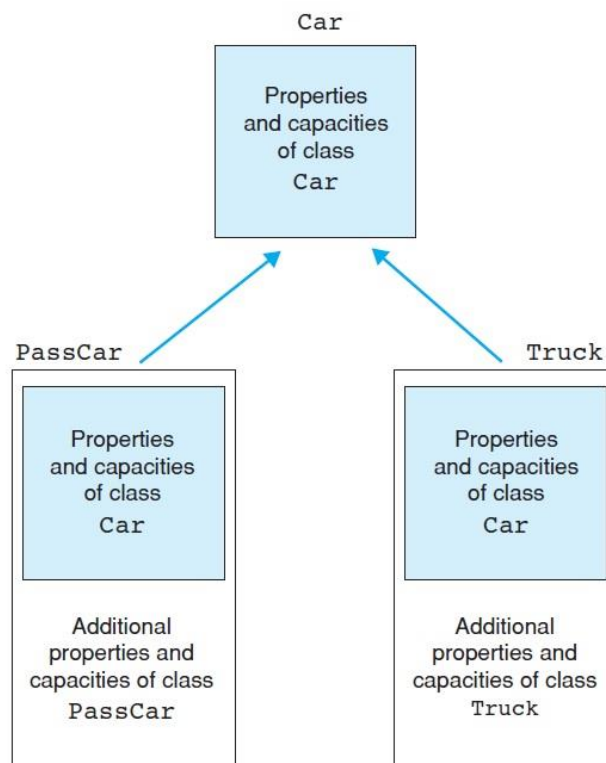 Car
Properties
and capacities
of class
Car
PassCar
Truck
Properties
and capacities
of class
Car
Additional
properties and
capacities of class
PassCar
Properties
and capacities
of class
Car
Additional
properties and
capacities of class
Truck